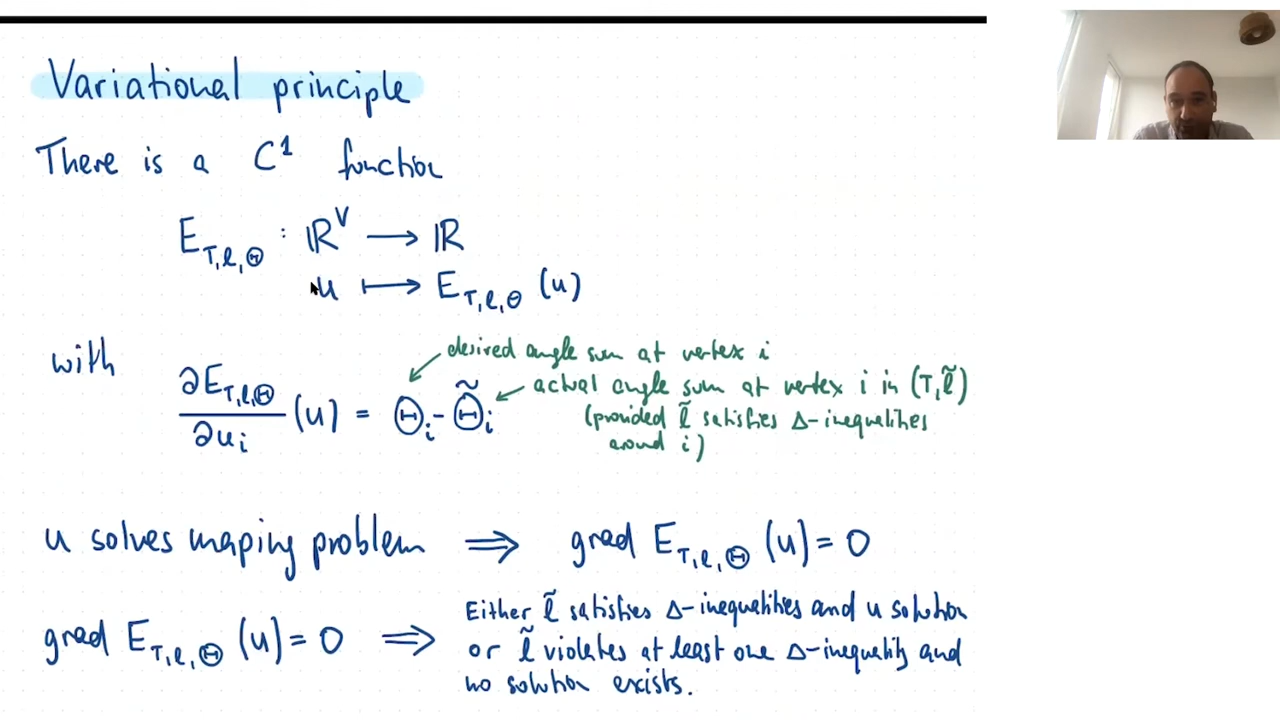 Variational principle
There is a C¹ function
E_{T,ℓ,Θ} : ℝ^V ⟶ ℝ
u ⟼ E_{T,ℓ,Θ} (u)
desired angle sum at vertex i
with ∂E_{T,ℓ,Θ}/∂u_i (u) = Θ_i - Θ̃_i
actual angle sum at vertex i in (T, ℓ̃)
(provided ℓ̃ satisfies Δ-inequalities
around i)
u solves maping problem ⟹ grad E_{T,ℓ,Θ} (u) = 0
grad E_{T,ℓ,Θ} (u) = 0 ⟹
Either ℓ̃ satisfies Δ-inequalities and u solution
or ℓ̃ violates at least one Δ-inequality and
no solution exists.